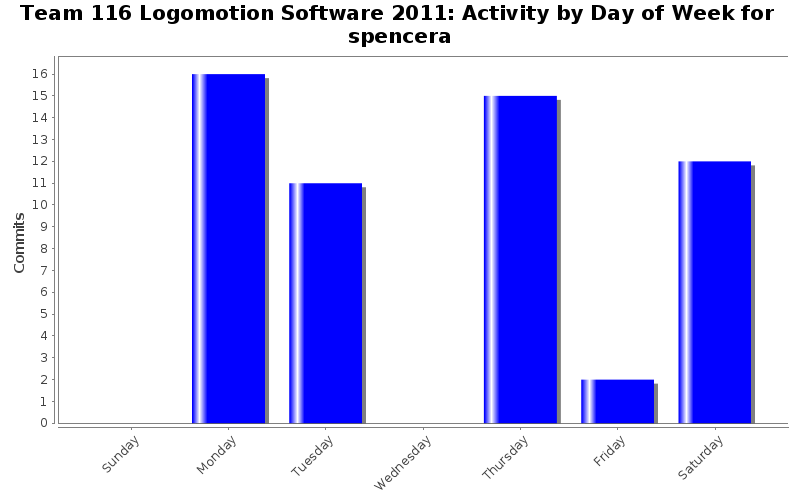 Team 116 Logomotion Software 2011: Activity by Day of Week for
spencera
16
15
14
13
12
11
10
9
8
7
6
5
4
3
2
1
0
Commits
Sunday
Monday
Tuesday
Wednesday
Thursday
Friday
Saturday